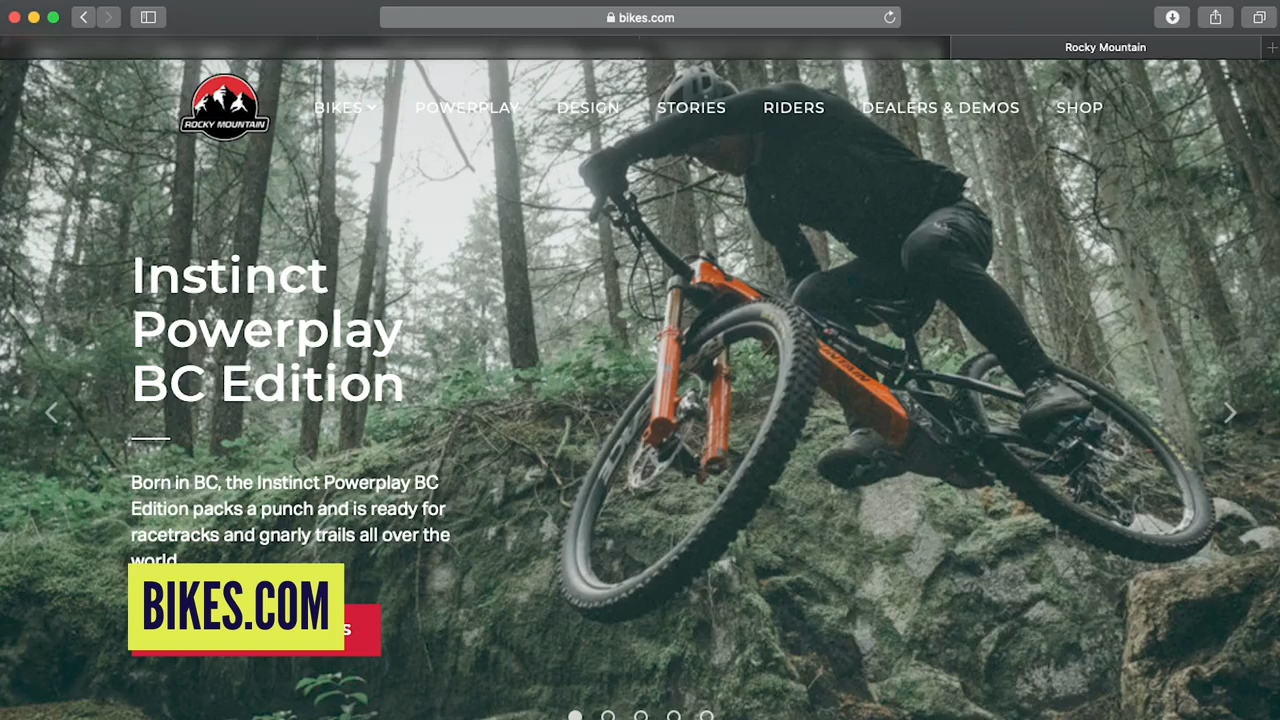 bikes.com
Rocky Mountain
ROCKY MOUNTAIN
BIKES POWERPLAY DESIGN STORIES RIDERS DEALERS & DEMOS SHOP
Instinct
Powerplay
BC Edition
Born in BC, the Instinct Powerplay BC
Edition packs a punch and is ready for
racetracks and gnarly trails all over the
world
BIKES.COM